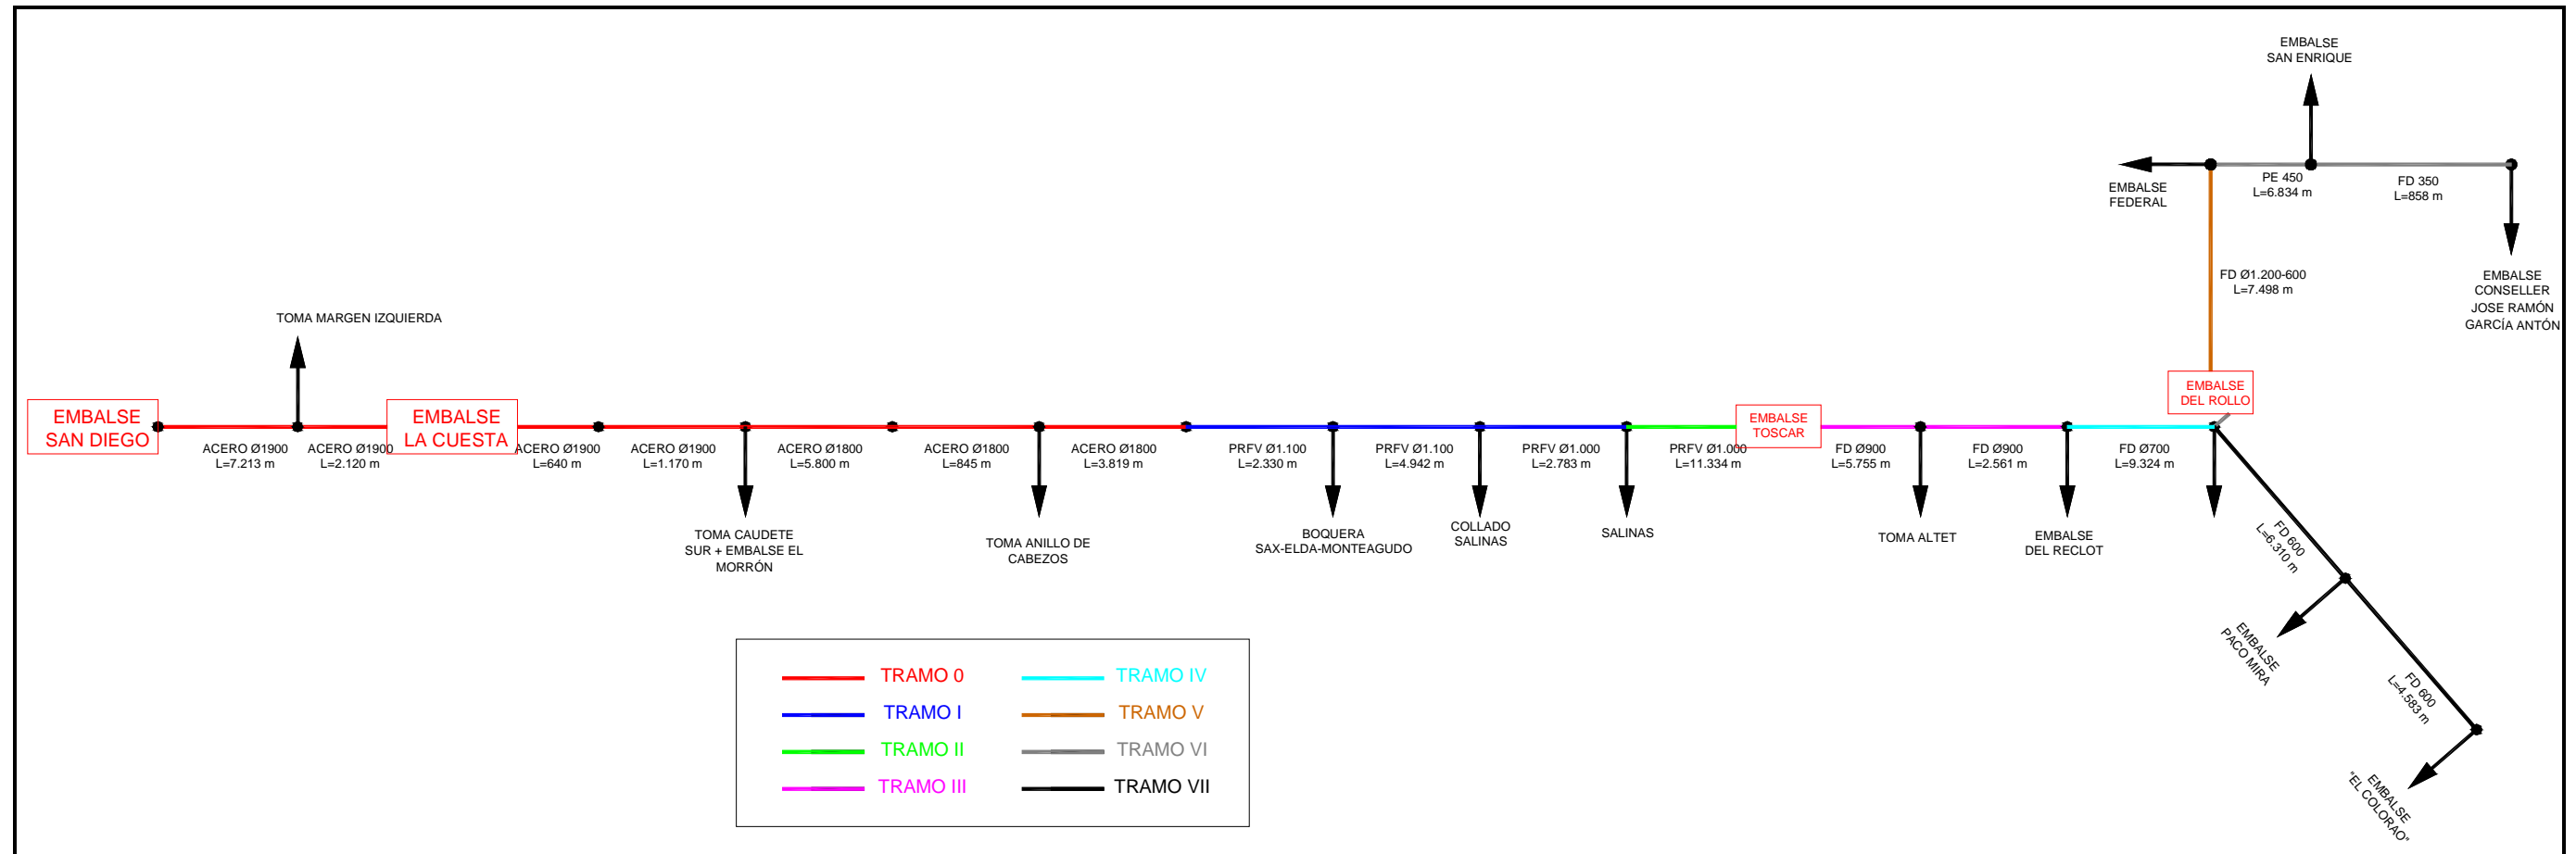 EMBALSE
SAN ENRIQUE
EMBALSE
FEDERAL
PE 450
L=6.834 m
FD 350
L=858 m
FD Ø1.200-600
L=7.498 m
EMBALSE
CONSELLER
JOSE RAMÓN
GARCÍA ANTÓN
TOMA MARGEN IZQUIERDA
EMBALSE
SAN DIEGO
ACERO Ø1900
L=7.213 m
ACERO Ø1900
L=2.120 m
EMBALSE
LA CUESTA
ACERO Ø1900
L=640 m
ACERO Ø1900
L=1.170 m
ACERO Ø1800
L=5.800 m
ACERO Ø1800
L=845 m
ACERO Ø1800
L=3.819 m
PRFV Ø1.100
L=2.330 m
PRFV Ø1.100
L=4.942 m
PRFV Ø1.000
L=2.783 m
PRFV Ø1.000
L=11.334 m
EMBALSE
TOSCAR
FD Ø900
L=5.755 m
FD Ø900
L=2.561 m
FD Ø700
L=9.324 m
EMBALSE
DEL ROLLO
TOMA CAUDETE
SUR + EMBALSE EL
MORRÓN
TOMA ANILLO DE
CABEZOS
BOQUERA
SAX-ELDA-MONTEAGUDO
COLLADO
SALINAS
SALINAS
TOMA ALTET
EMBALSE
DEL RECLOT
FD 600
L=6.310 m
EMBALSE
PACO MIRA
FD 600
L=4.583 m
EMBALSE
"EL COLORAO"
TRAMO 0
TRAMO I
TRAMO II
TRAMO III
TRAMO IV
TRAMO V
TRAMO VI
TRAMO VII